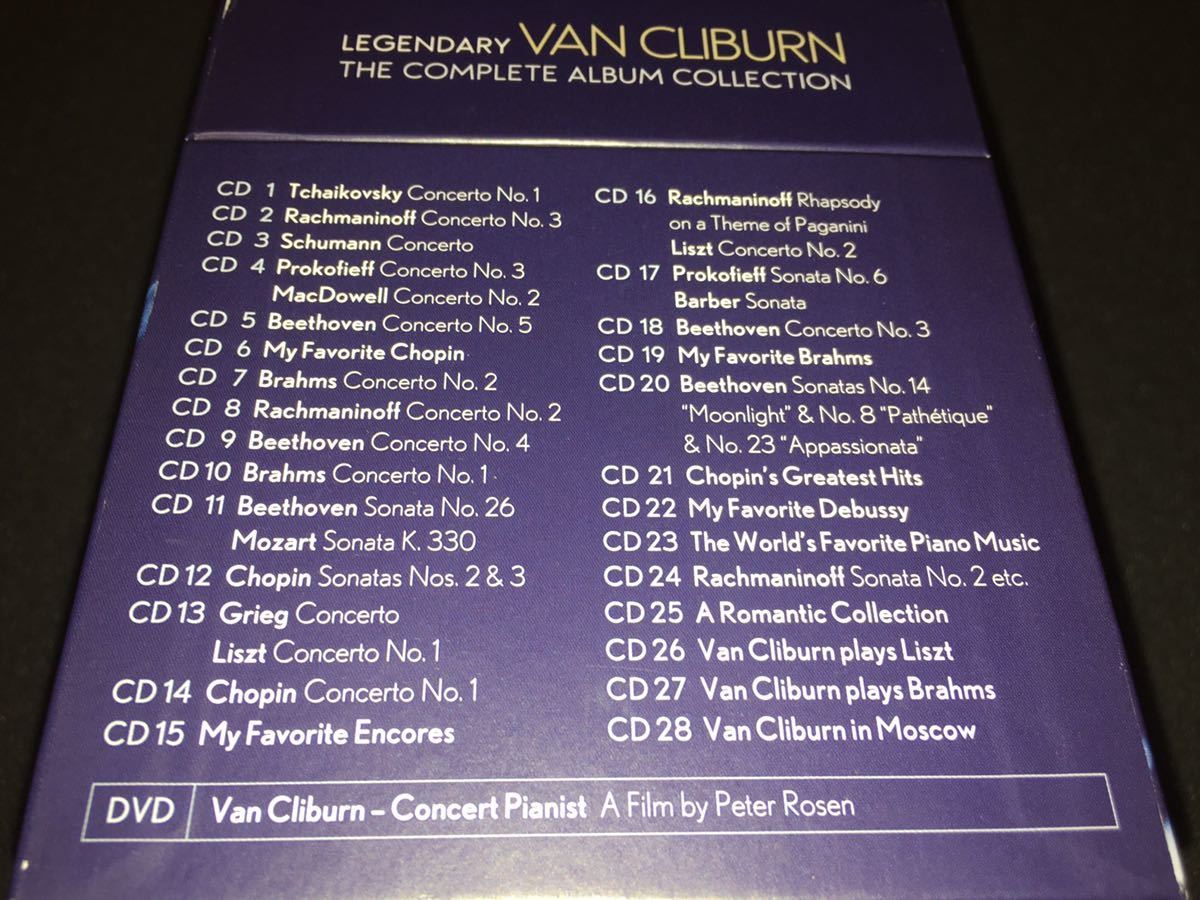 LEGENDARY VAN CLIBURN
THE COMPLETE ALBUM COLLECTION
CD 1 Tchaikovsky Concerto No. 1
CD 2 Rachmaninoff Concerto No. 3
CD 3 Schumann Concerto
CD 4 Prokofieff Concerto No. 3
MacDowell Concerto No. 2
CD 5 Beethoven Concerto No. 5
CD 6 My Favorite Chopin
CD 7 Brahms Concerto No. 2
CD 8 Rachmaninoff Concerto No. 2
CD 9 Beethoven Concerto No. 4
CD 10 Brahms Concerto No. 1
CD 11 Beethoven Sonata No. 26
Mozart Sonata K. 330
CD 12 Chopin Sonatas Nos. 2 & 3
CD 13 Grieg Concerto
Liszt Concerto No. 1
CD 14 Chopin Concerto No. 1
CD 15 My Favorite Encores
CD 16 Rachmaninoff Rhapsody
on a Theme of Paganini
Liszt Concerto No. 2
CD 17 Prokofieff Sonata No. 6
Barber Sonata
CD 18 Beethoven Concerto No. 3
CD 19 My Favorite Brahms
CD 20 Beethoven Sonatas No. 14
"Moonlight" & No. 8 "Pathétique"
& No. 23 "Appassionata"
CD 21 Chopin's Greatest Hits
CD 22 My Favorite Debussy
CD 23 The World's Favorite Piano Music
CD 24 Rachmaninoff Sonata No. 2 etc.
CD 25 A Romantic Collection
CD 26 Van Cliburn plays Liszt
CD 27 Van Cliburn plays Brahms
CD 28 Van Cliburn in Moscow
DVD Van Cliburn – Concert Pianist A Film by Peter Rosen